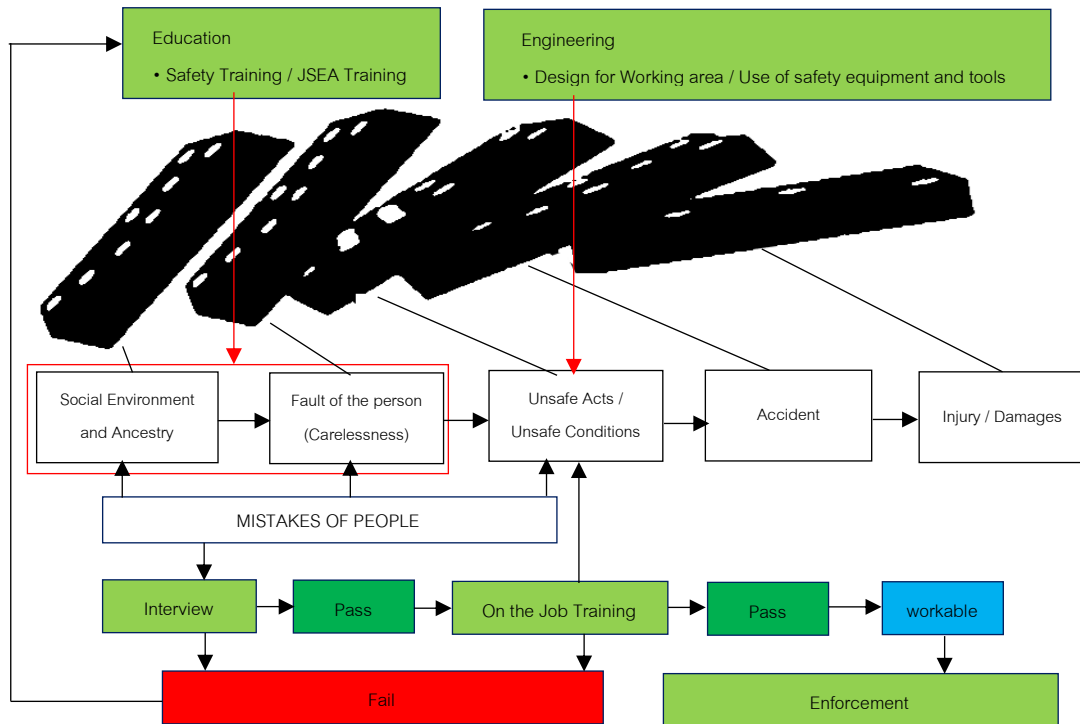 Education
• Safety Training / JSEA Training
Engineering
• Design for Working area / Use of safety equipment and tools
Social Environment
and Ancestry
Fault of the person
(Carelessness)
Unsafe Acts /
Unsafe Conditions
Accident
Injury / Damages
MISTAKES OF PEOPLE
Interview
Pass
On the Job Training
Pass
workable
Fail
Enforcement